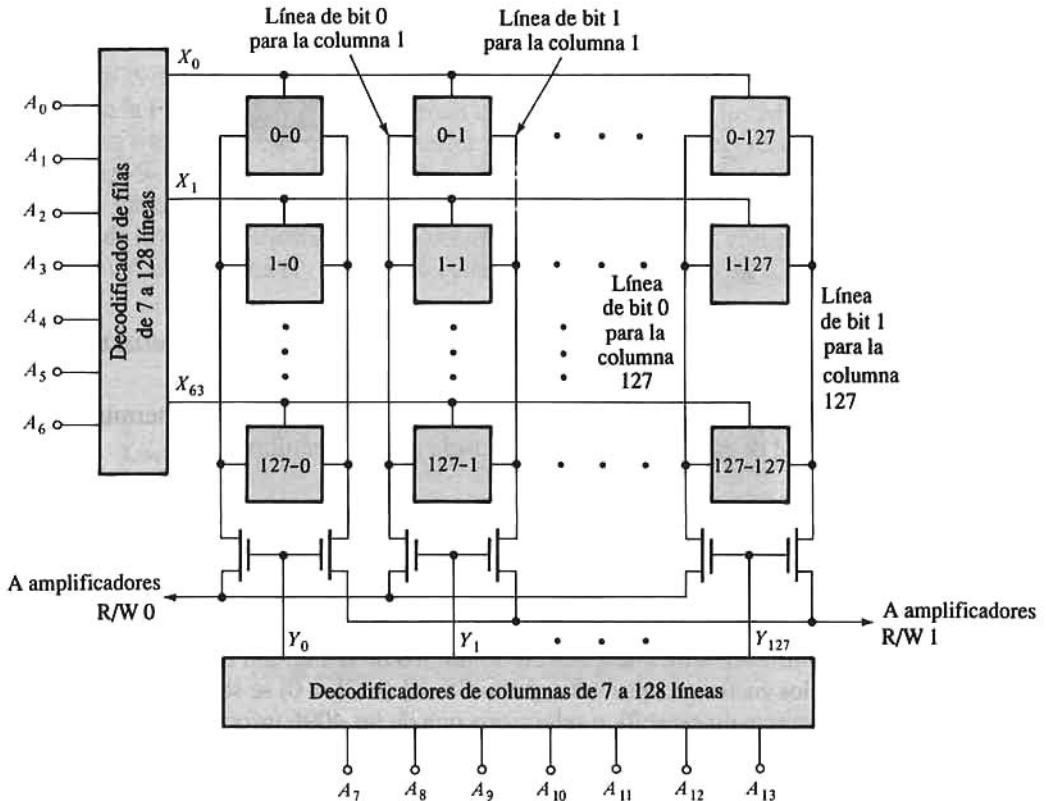 Línea de bit 0
para la columna 1
Línea de bit 1
para la columna 1
X0
A0
A1
A2
A3
A4
A5
A6
Decodificador de filas
de 7 a 128 líneas
0-0
0-1
0-127
X1
1-0
1-1
1-127
Línea
de bit 0
para la
columna
127
Línea
de bit 1
para la
columna
127
X63
127-0
127-1
127-127
A amplificadores
R/W 0
A amplificadores
R/W 1
Y0
Y1
Y127
Decodificadores de columnas de 7 a 128 líneas
A7
A8
A9
A10
A11
A12
A13